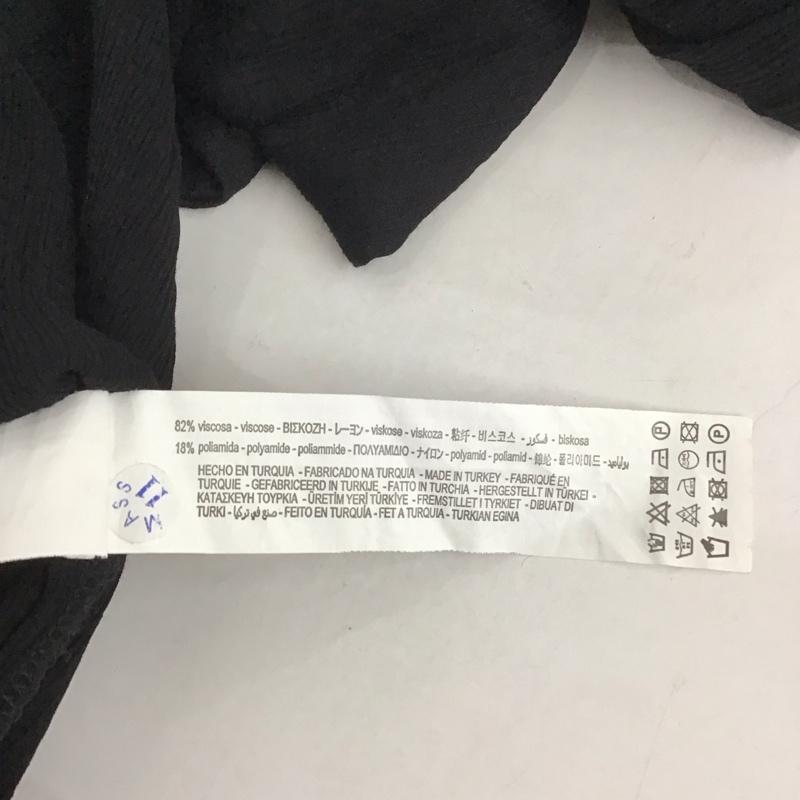 82% viscosa - viscose - ΒΙΣΚΟΖΗ - レーヨン - viskose - viskoza - 粘纤 - 비스코스 - فسكوز - biskosa
18% poliamida - polyamide - poliammide - ΠΟΛΥΑΜΙΔΙΟ - ナイロン - polyamid - poliamid - 锦纶 - 폴리아미드 - بولياميد
HECHO EN TURQUIA - FABRICADO NA TURQUIA - MADE IN TURKEY - FABRIQUÉ EN
TURQUIE - GEFABRICEERD IN TURKIJE - FATTO IN TURCHIA - HERGESTELLT IN TÜRKEI -
ΚΑΤΑΣΚΕΥΗ ΤΟΥΡΚΙΑ - ÜRETİM YERİ TÜRKİYE - FREMSTILLET I TYRKIET - DIBUAT DI
TURKI - صنع في تركيا - FEITO EN TURQUÍA - FET A TURQUIA - TURKIAN EGINA
ASS
P P